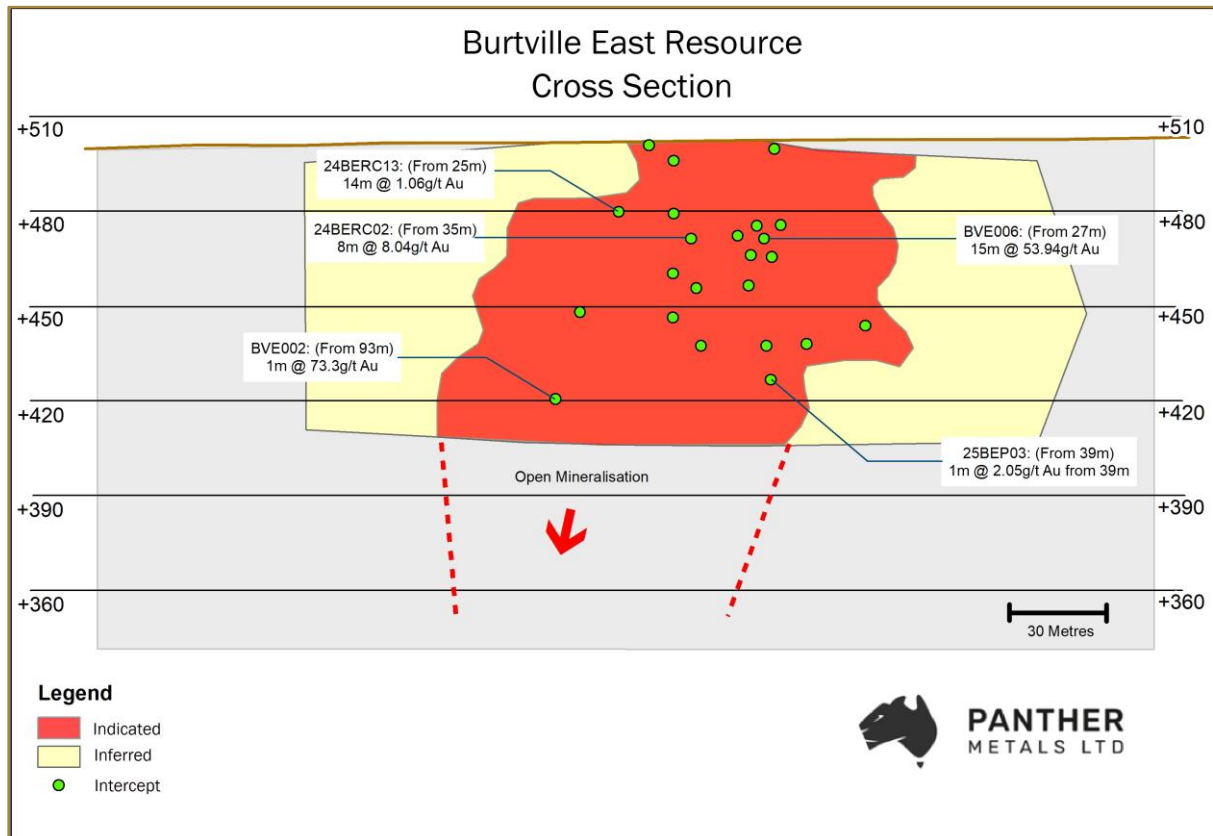 Burtville East Resource
Cross Section
+510
+510
24BERC13: (From 25m)
14m @ 1.06g/t Au
+480
+480
24BERC02: (From 35m)
8m @ 8.04g/t Au
BVE006: (From 27m)
15m @ 53.94g/t Au
+450
+450
BVE002: (From 93m)
1m @ 73.3g/t Au
+420
+420
25BEP03: (From 39m)
1m @ 2.05g/t Au from 39m
Open Mineralisation
+390
+390
+360
+360
30 Metres
Legend
Indicated
Inferred
Intercept
PANTHER
METALS LTD